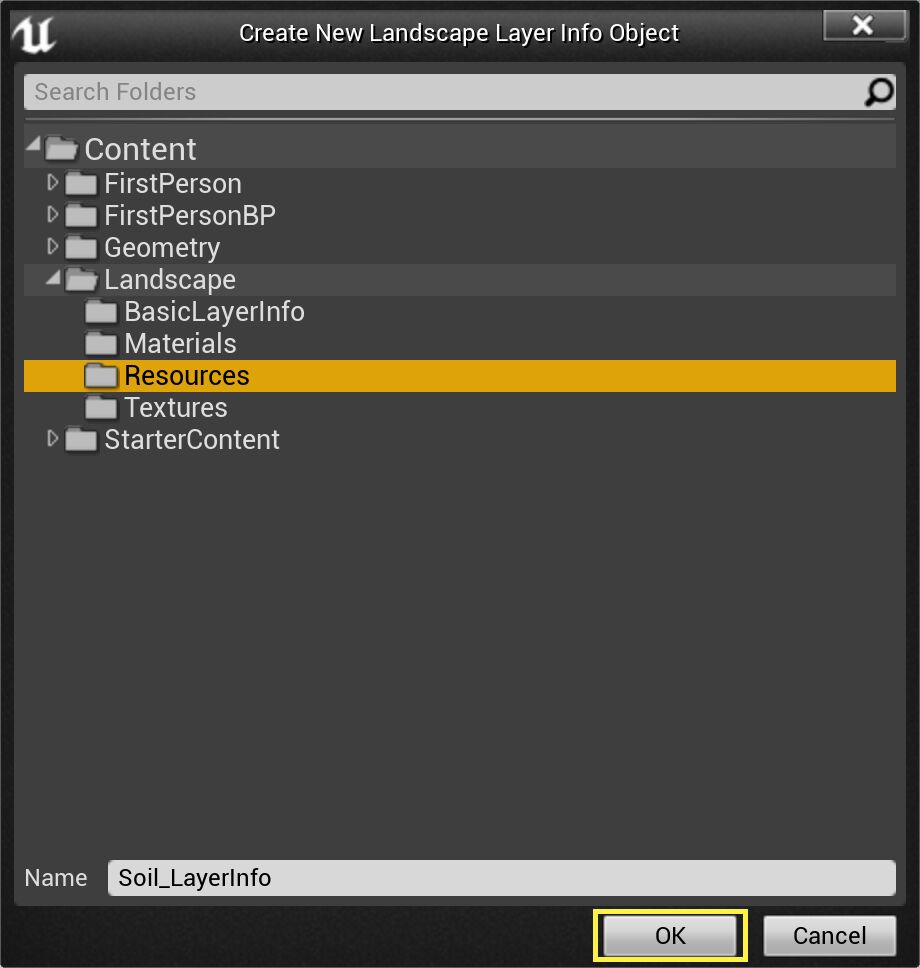 Create New Landscape Layer Info Object
Search Folders
Content
FirstPerson
FirstPersonBP
Geometry
Landscape
BasicLayerInfo
Materials
Resources
Textures
StarterContent
Name Soil_LayerInfo
OK Cancel